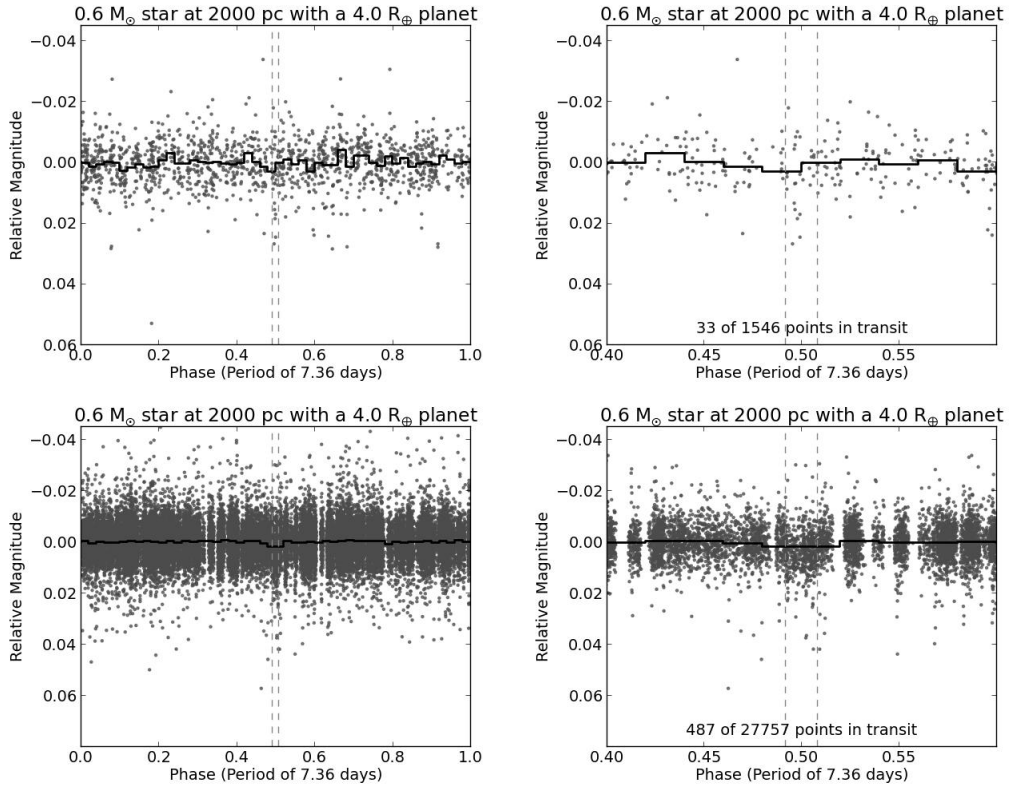 0.6 M⊙ star at 2000 pc with a 4.0 R⊕ planet
−0.04
−0.02
0.00
0.02
0.04
0.06
Relative Magnitude
0.0 0.2 0.4 0.6 0.8 1.0
Phase (Period of 7.36 days)
0.6 M⊙ star at 2000 pc with a 4.0 R⊕ planet
−0.04
−0.02
0.00
0.02
0.04
0.06
Relative Magnitude
33 of 1546 points in transit
0.40 0.45 0.50 0.55
Phase (Period of 7.36 days)
0.6 M⊙ star at 2000 pc with a 4.0 R⊕ planet
−0.04
−0.02
0.00
0.02
0.04
0.06
Relative Magnitude
0.0 0.2 0.4 0.6 0.8 1.0
Phase (Period of 7.36 days)
0.6 M⊙ star at 2000 pc with a 4.0 R⊕ planet
−0.04
−0.02
0.00
0.02
0.04
0.06
Relative Magnitude
487 of 27757 points in transit
0.40 0.45 0.50 0.55
Phase (Period of 7.36 days)